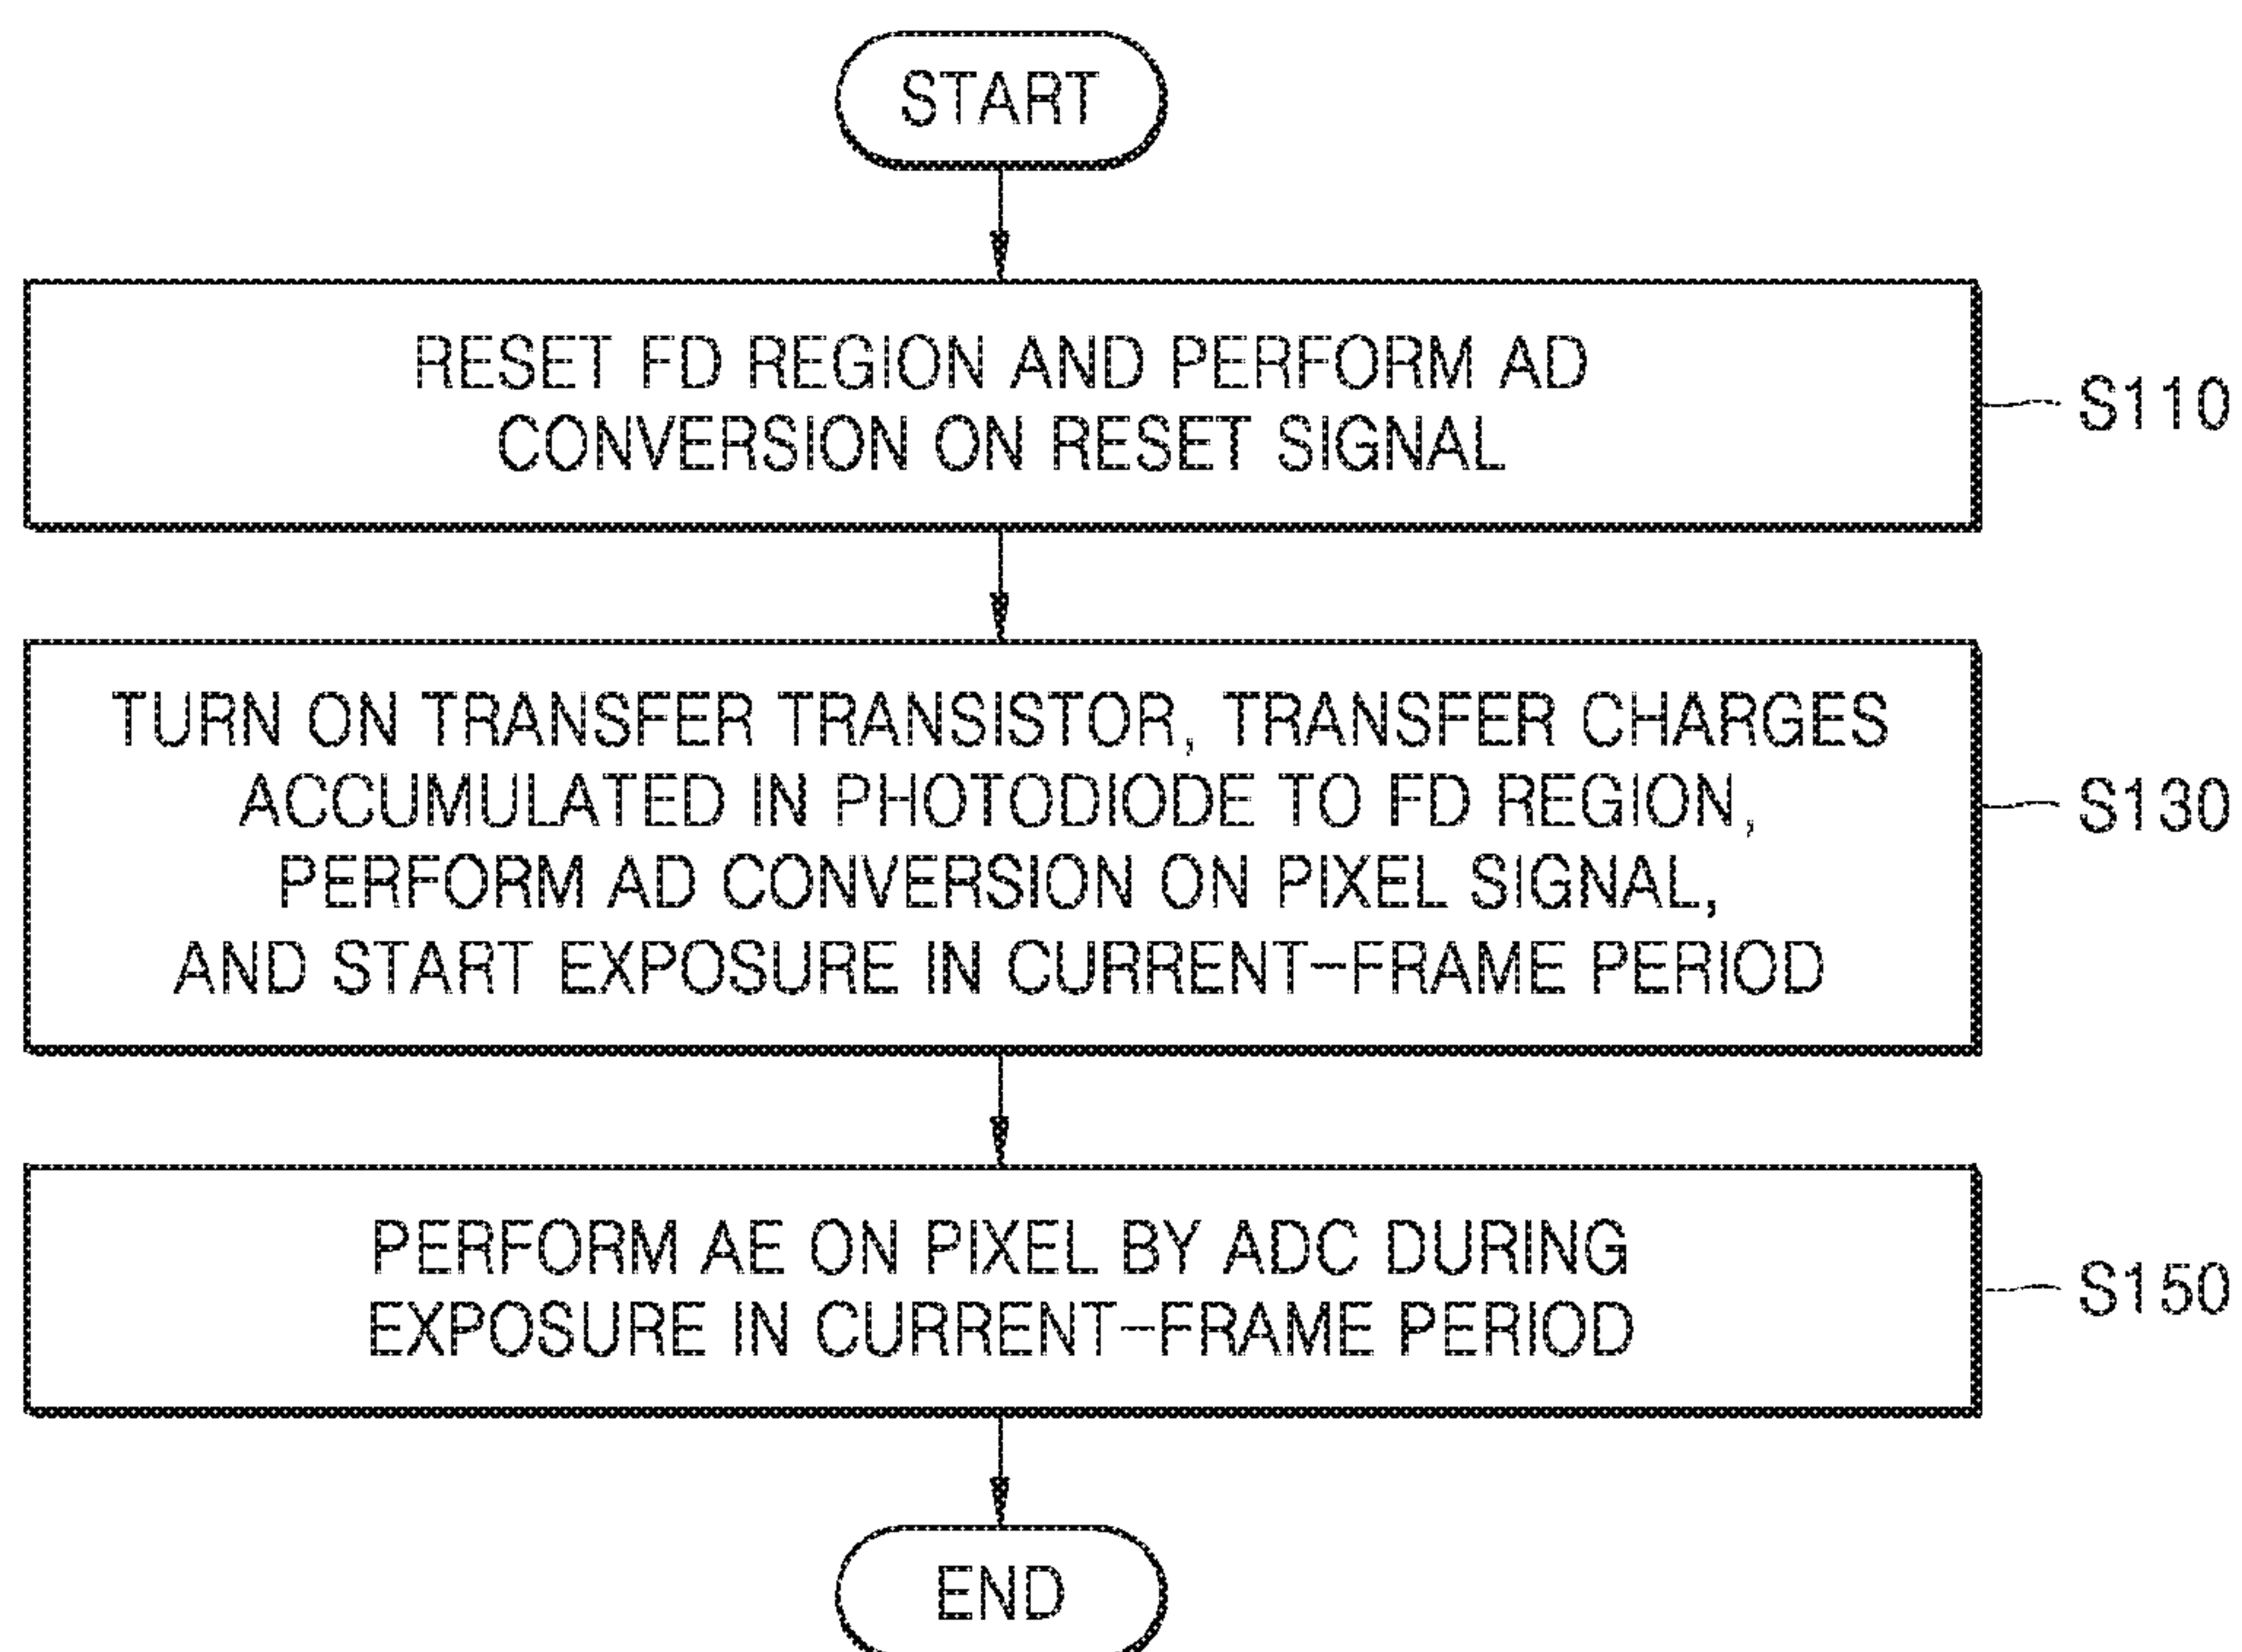 START
RESET FD REGION AND PERFORM AD
CONVERSION ON RESET SIGNAL
S110
TURN ON TRANSFER TRANSISTOR, TRANSFER CHARGES
ACCUMULATED IN PHOTODIODE TO FD REGION,
PERFORM AD CONVERSION ON PIXEL SIGNAL,
AND START EXPOSURE IN CURRENT-FRAME PERIOD
S130
PERFORM AE ON PIXEL BY ADC DURING
EXPOSURE IN CURRENT-FRAME PERIOD
S150
END